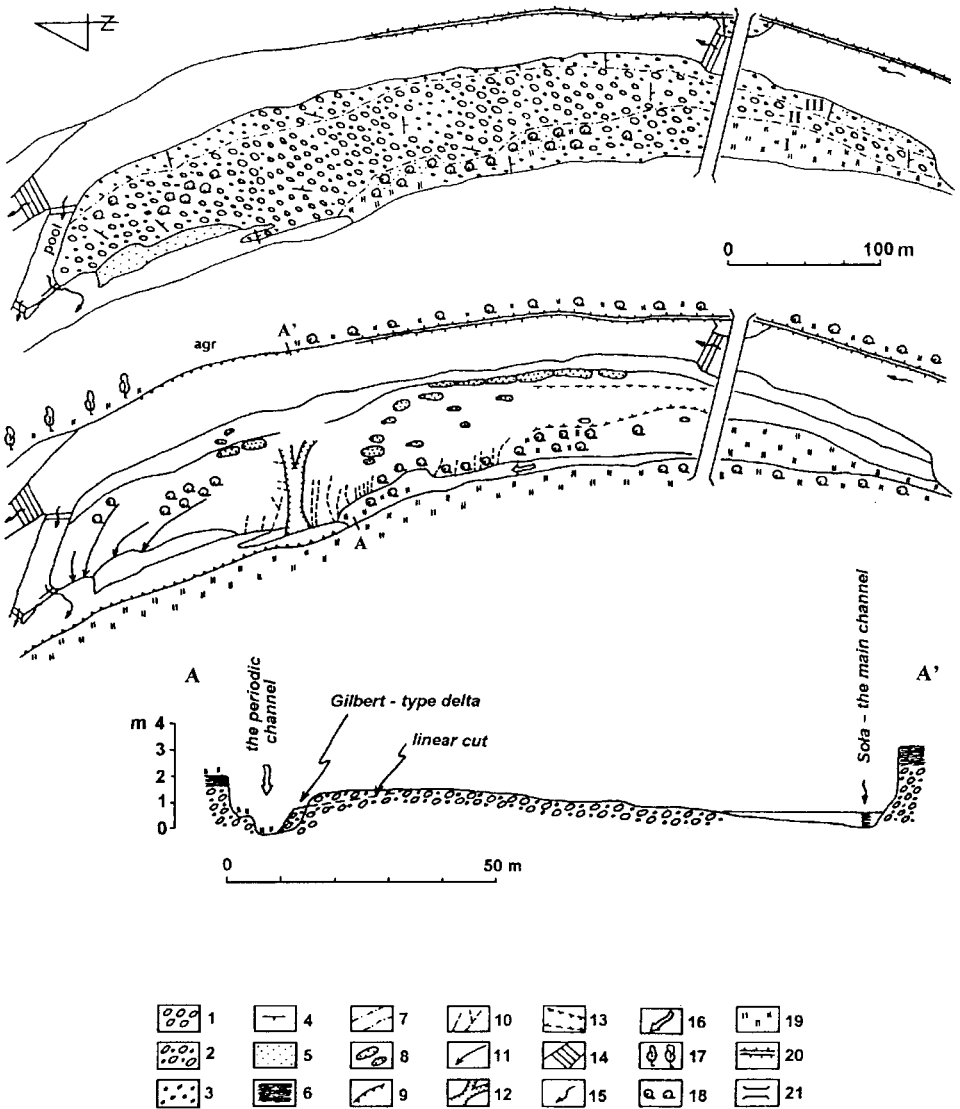 N
III
II
I
pool
0 100 m
A'
agr
A
A
A'
the periodic channel
Gilbert - type delta
linear cut
Soła - the main channel
m 4
3
2
1
0
0 50 m
1 4 7 10 13 16 19
2 5 8 11 14 17 20
3 6 9 12 15 18 21